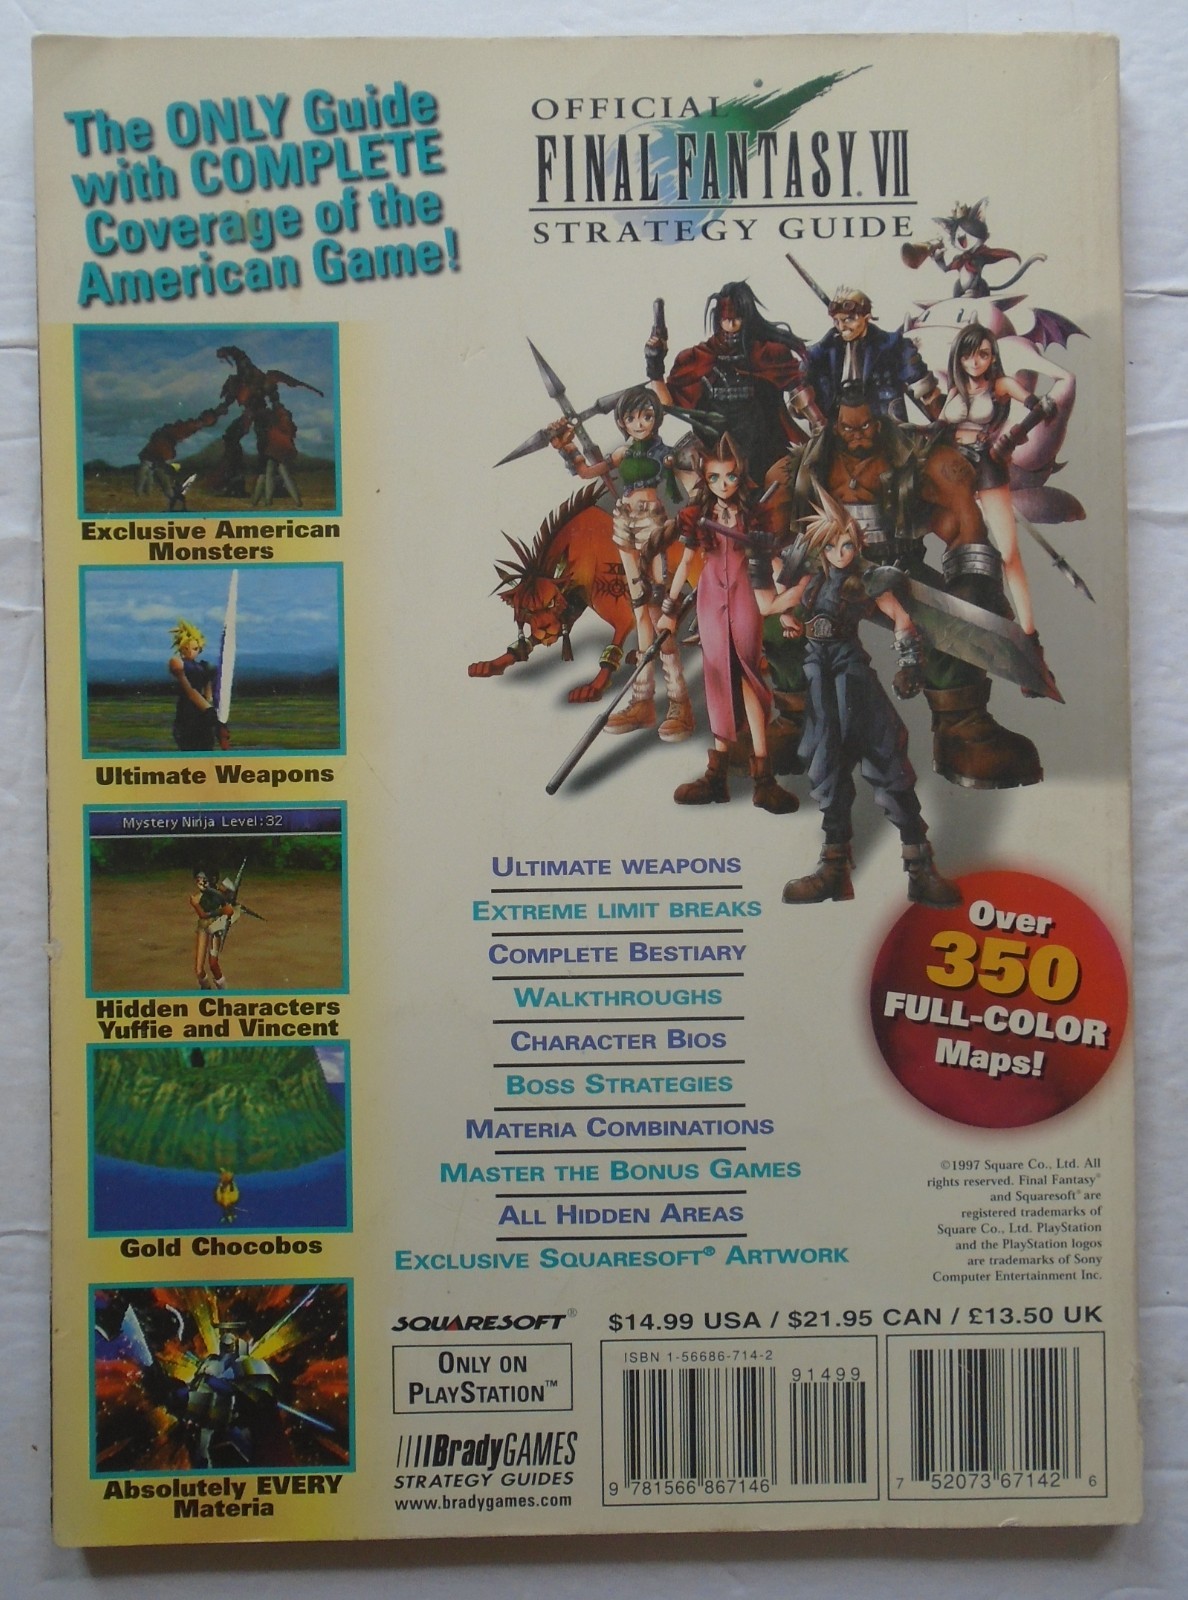 The ONLY Guide
with COMPLETE
Coverage of the
American Game!
OFFICIAL
FINAL FANTASY. VII
STRATEGY GUIDE
Exclusive American
Monsters
Ultimate Weapons
Mystery Ninja Level:32
Hidden Characters
Yuffie and Vincent
Gold Chocobos
Absolutely EVERY
Materia
XIII
ULTIMATE WEAPONS
EXTREME LIMIT BREAKS
COMPLETE BESTIARY
WALKTHROUGHS
CHARACTER BIOS
BOSS STRATEGIES
MATERIA COMBINATIONS
MASTER THE BONUS GAMES
ALL HIDDEN AREAS
EXCLUSIVE SQUARESOFT® ARTWORK
Over
350
FULL-COLOR
Maps!
©1997 Square Co., Ltd. All
rights reserved. Final Fantasy®
and Squaresoft® are
registered trademarks of
Square Co., Ltd. PlayStation
and the PlayStation logos
are trademarks of Sony
Computer Entertainment Inc.
SQUARESOFT®
ONLY ON
PLAYSTATION™
BradyGAMES
STRATEGY GUIDES
www.bradygames.com
$14.99 USA / $21.95 CAN / £13.50 UK
ISBN 1-56686-714-2
91499
9 781566 867146
7 52073 67142 6